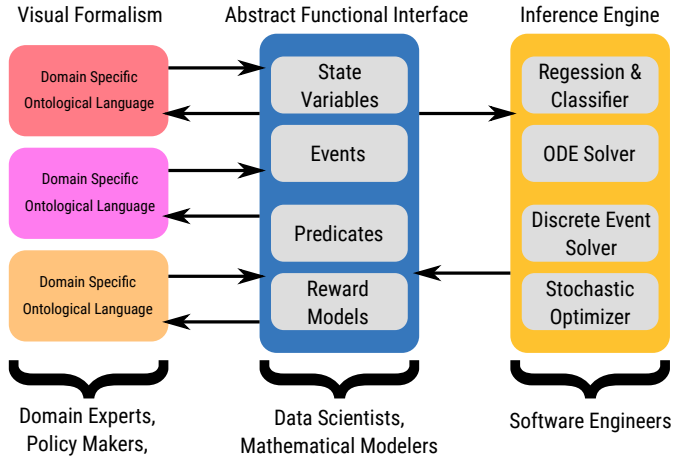 Visual Formalism
Abstract Functional Interface
Inference Engine
Domain Specific
Ontological Language
Domain Specific
Ontological Language
Domain Specific
Ontological Language
State
Variables
Events
Predicates
Reward
Models
Regression &
Classifier
ODE Solver
Discrete Event
Solver
Stochastic
Optimizer
Domain Experts,
Policy Makers,
Data Scientists,
Mathematical Modelers
Software Engineers